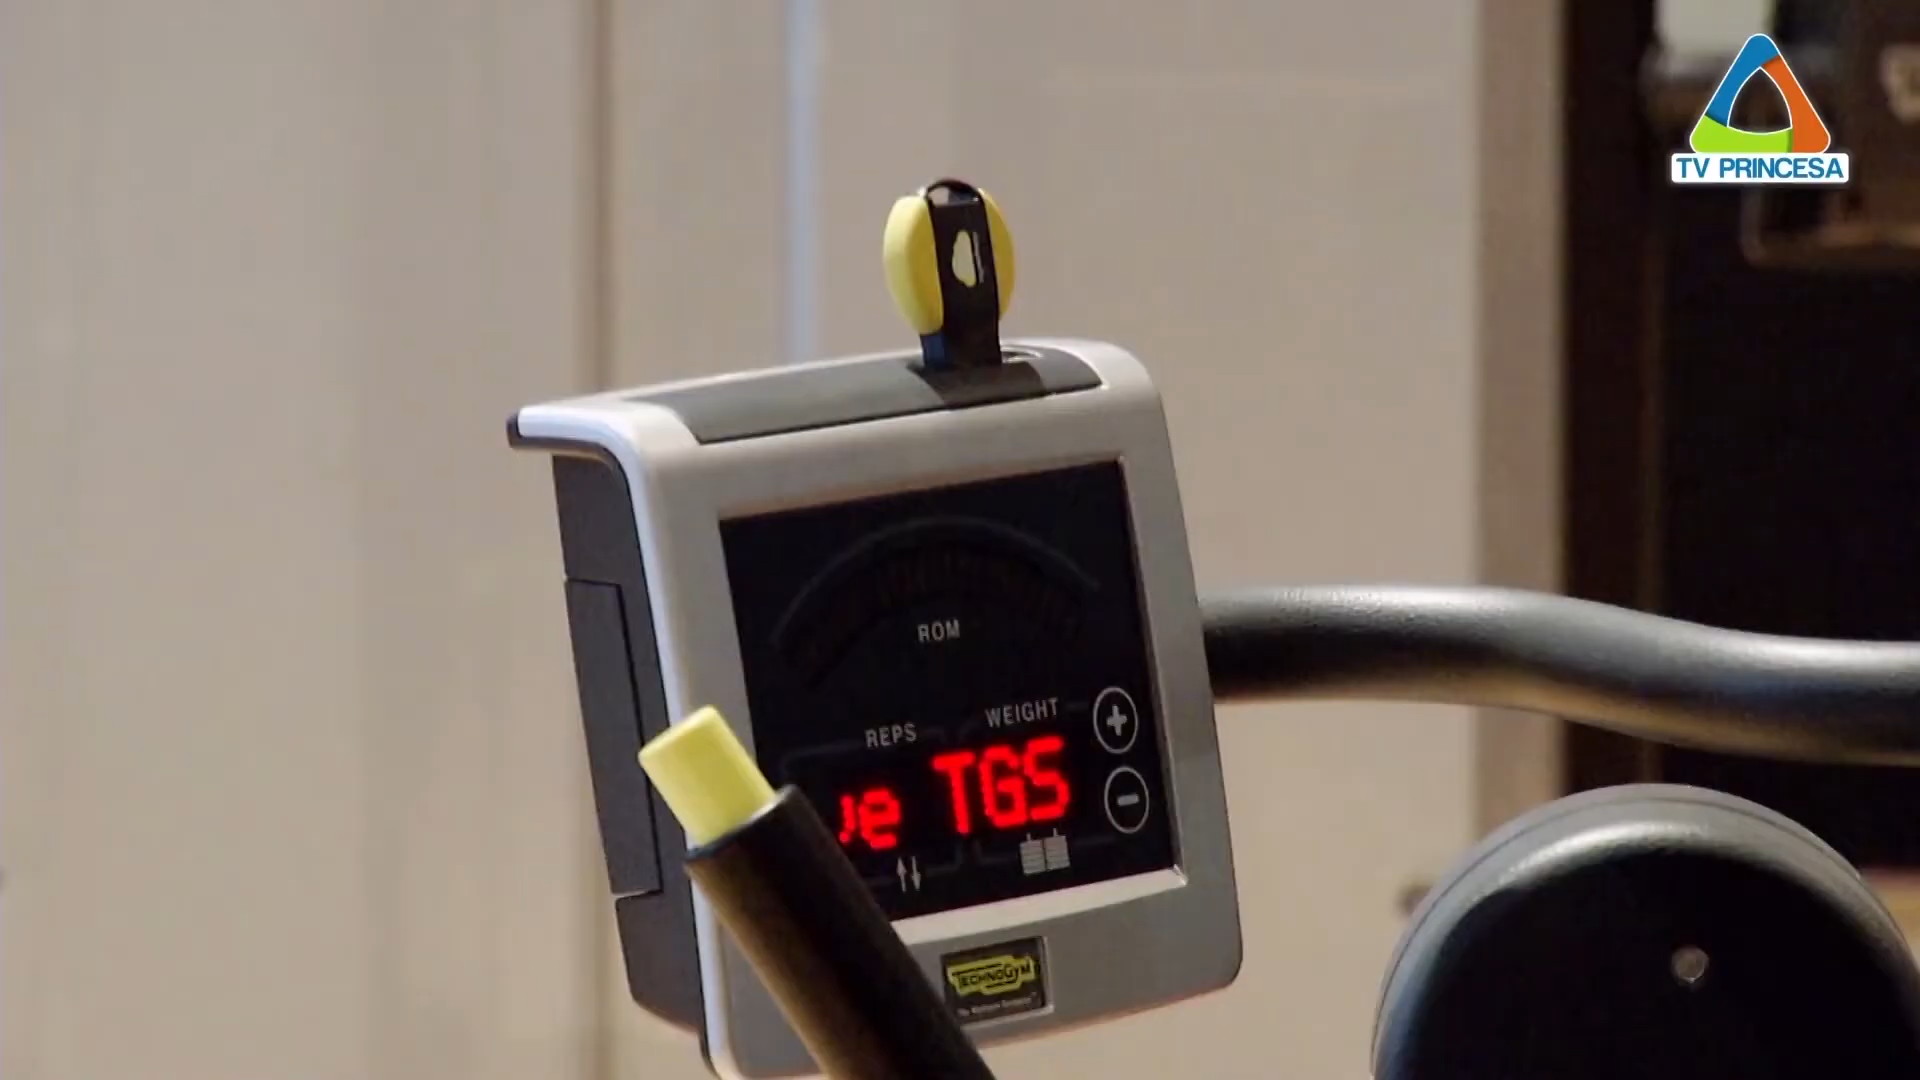 TV PRINCESA
ROM
REPS
WEIGHT
e TGS
TECHNOGYM